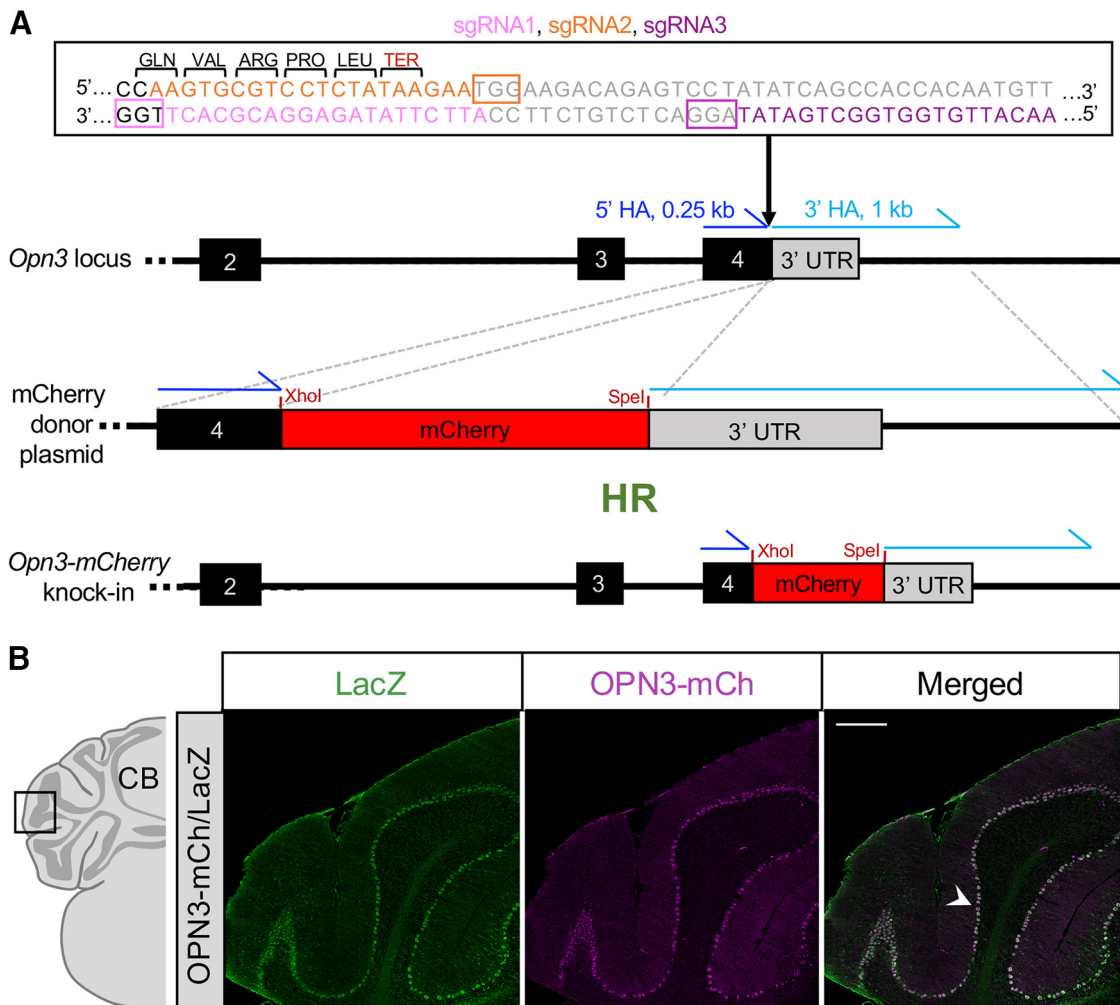 A
sgRNA1, sgRNA2, sgRNA3
GLN VAL ARG PRO LEU TER
5’...CCAAGTGCGTCCTCTATAAGAATGGAAGACAGAGTCCTATATCAGCCACCACAATGTT ...3’
3’...GGTTCACGCAGGAGATATTCTTACCTTCTGTCTCAGGATATAGTCGGTGGTGTTACAA ...5’
5’ HA, 0.25 kb 3’ HA, 1 kb
Opn3 locus 2 3 4 3’ UTR
XhoI SpeI
mCherry
donor
plasmid
4 mCherry 3’ UTR
HR
XhoI SpeI
Opn3-mCherry
knock-in
2 3 4 mCherry 3’ UTR
B
LacZ OPN3-mCh Merged
CB
OPN3-mCh/LacZ